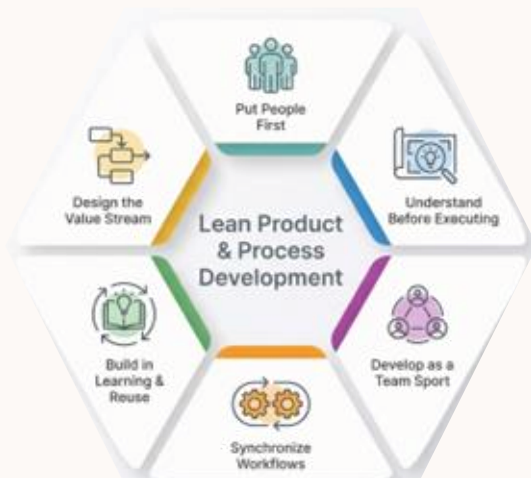 Put People
First
Understand
Before Executing
Develop as a
Team Sport
Synchronize
Workflows
Build in
Learning &
Reuse
Design the
Value Stream
Lean Product
& Process
Development